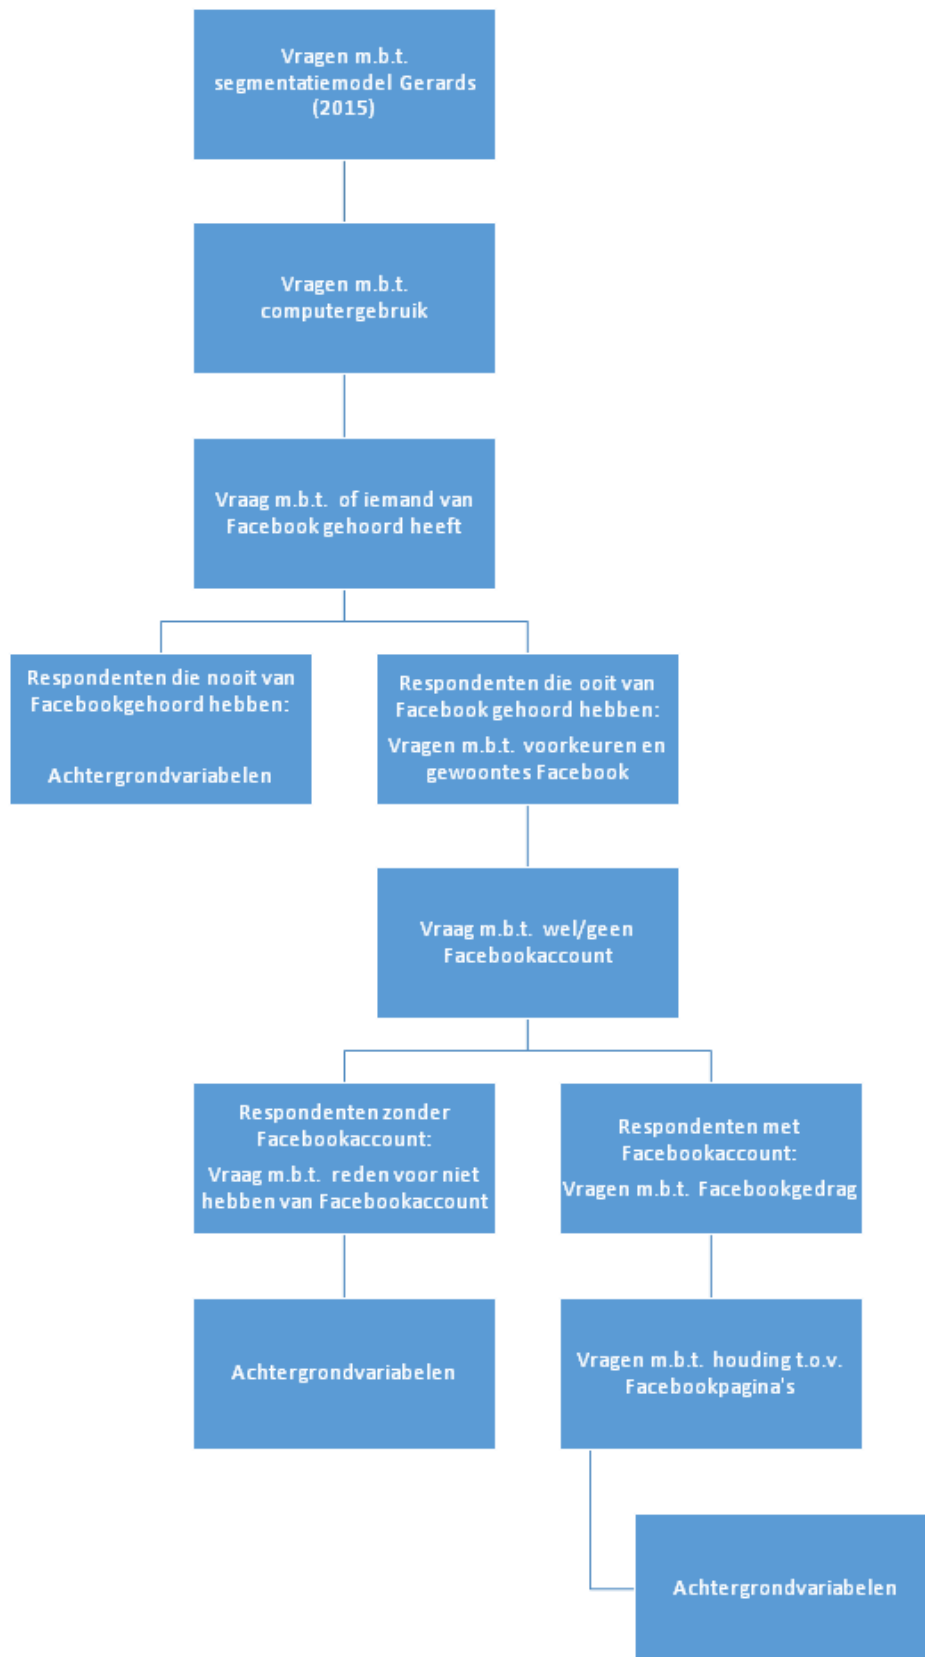 Vragen m.b.t.
segmentatiemodel Gerards
(2015)
Vragen m.b.t.
computergebruik
Vraag m.b.t. of iemand van
Facebook gehoord heeft
Respondenten die nooit van
Facebookgehoord hebben:
Achtergrondvariabelen
Respondenten die ooit van
Facebook gehoord hebben:
Vragen m.b.t. voorkeuren en
gewoontes Facebook
Vraag m.b.t. wel/geen
Facebookaccount
Respondenten zonder
Facebookaccount:
Vraag m.b.t. reden voor niet
hebben van Facebookaccount
Respondenten met
Facebookaccount:
Vragen m.b.t. Facebookgedrag
Achtergrondvariabelen
Vragen m.b.t. houding t.o.v.
Facebookpagina's
Achtergrondvariabelen